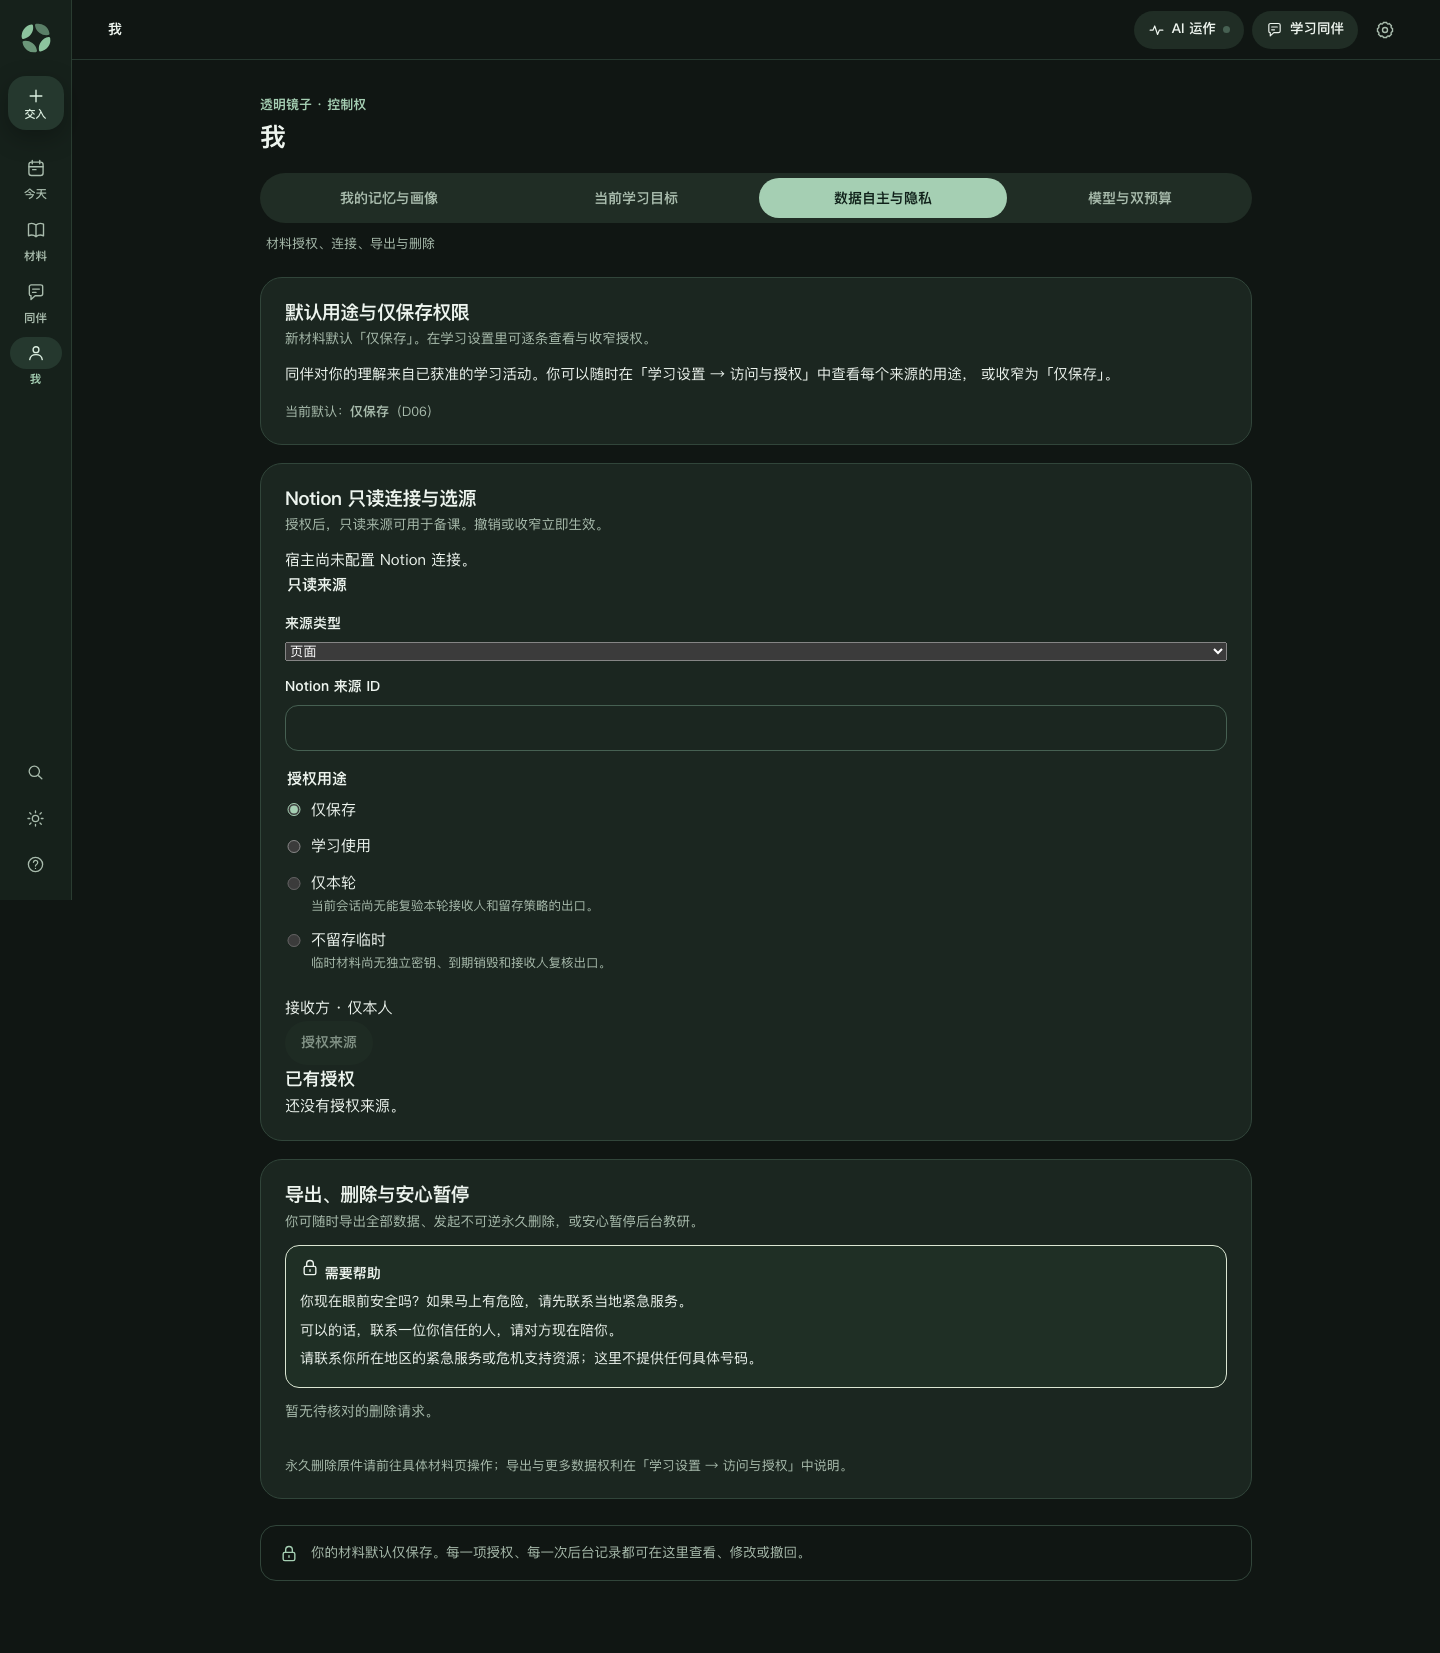 我
AI 运作
学习同伴
交入
今天
材料
同伴
我
透明镜子 · 控制权
我
我的记忆与画像
当前学习目标
数据自主与隐私
模型与双预算
材料授权、连接、导出与删除
默认用途与仅保存权限
新材料默认「仅保存」。在学习设置里可逐条查看与收窄授权。
同伴对你的理解来自已获准的学习活动。你可以随时在「学习设置 → 访问与授权」中查看每个来源的用途， 或收窄为「仅保存」。
当前默认：仅保存（D06）
Notion 只读连接与选源
授权后，只读来源可用于备课。撤销或收窄立即生效。
宿主尚未配置 Notion 连接。
只读来源
来源类型
页面
Notion 来源 ID
授权用途
仅保存
学习使用
仅本轮
当前会话尚无能复验本轮接收人和留存策略的出口。
不留存临时
临时材料尚无独立密钥、到期销毁和接收人复核出口。
接收方 · 仅本人
授权来源
已有授权
还没有授权来源。
导出、删除与安心暂停
你可随时导出全部数据、发起不可逆永久删除，或安心暂停后台教研。
需要帮助
你现在眼前安全吗？如果马上有危险，请先联系当地紧急服务。
可以的话，联系一位你信任的人，请对方现在陪你。
请联系你所在地区的紧急服务或危机支持资源；这里不提供任何具体号码。
暂无待核对的删除请求。
永久删除原件请前往具体材料页操作；导出与更多数据权利在「学习设置 → 访问与授权」中说明。
你的材料默认仅保存。每一项授权、每一次后台记录都可在这里查看、修改或撤回。